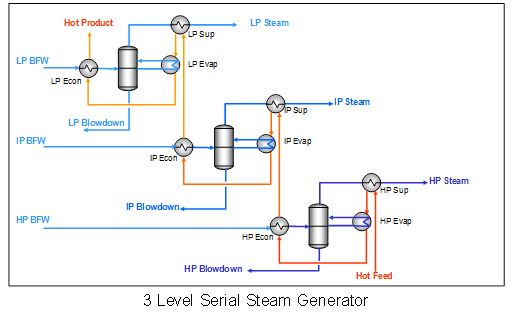 Hot Product
LP Steam
LP Sup
LP BFW
LP Evap
LP Econ
LP Blowdown
IP Steam
IP Sup
IP BFW
IP Evap
IP Econ
HP Steam
IP Blowdown
HP Sup
HP BFW
HP Evap
HP Econ
HP Blowdown
Hot Feed
3 Level Serial Steam Generator